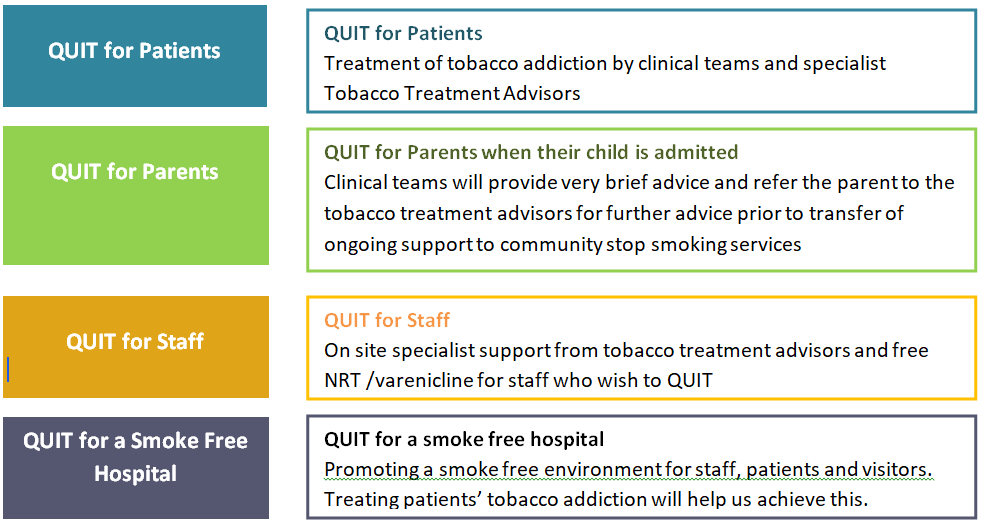 QUIT for Patients
QUIT for Patients
Treatment of tobacco addiction by clinical teams and specialist
Tobacco Treatment Advisors
QUIT for Parents
QUIT for Parents when their child is admitted
Clinical teams will provide very brief advice and refer the parent to the
tobacco treatment advisors for further advice prior to transfer of
ongoing support to community stop smoking services
QUIT for Staff
QUIT for Staff
On site specialist support from tobacco treatment advisors and free
NRT /varenicline for staff who wish to QUIT
QUIT for a Smoke Free
Hospital
QUIT for a smoke free hospital
Promoting a smoke free environment for staff, patients and visitors.
Treating patients’ tobacco addiction will help us achieve this.